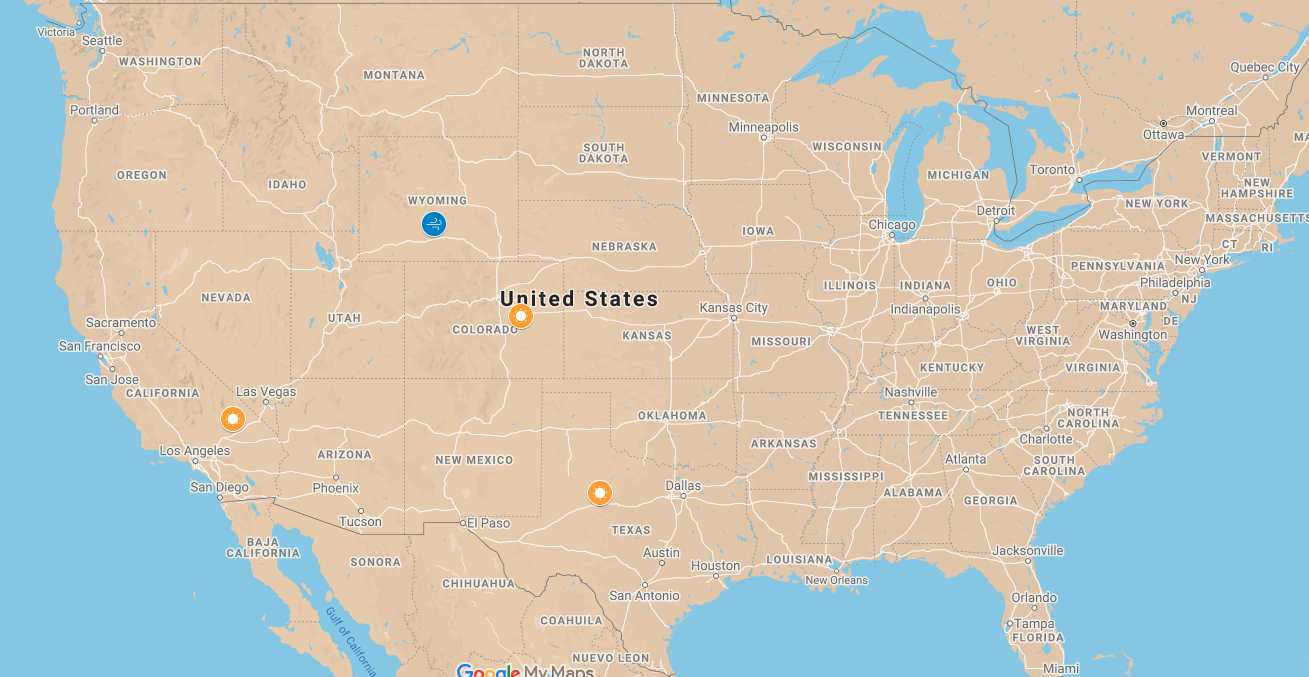 Victoria
Seattle
WASHINGTON
MONTANA
NORTH
DAKOTA
Quebec City
MINNESOTA
Portland
Montreal
Minneapolis
Ottawa
MA
WISCONSIN
SOUTH
DAKOTA
VERMONT
OREGON
IDAHO
MICHIGAN
Toronto
NEW
HAMPSHIRE
WYOMING
NEW YORK
Detroit
MASSACHUSETTS
Chicago
IOWA
NEBRASKA
CT
RI
New York
PENNSYLVANIA
Philadelphia
ILLINOIS
INDIANA
OHIO
NEVADA
United States
NJ
Kansas City
Indianapolis
MARYLAND
UTAH
Sacramento
COLORADO
DE
KANSAS
MISSOURI
WEST
VIRGINIA
Washington
San Francisco
San Jose
KENTUCKY
VIRGINIA
CALIFORNIA
Las Vegas
Nashville
OKLAHOMA
TENNESSEE
NORTH
CAROLINA
Charlotte
ARKANSAS
Los Angeles
ARIZONA
NEW MEXICO
Atlanta
SOUTH
CAROLINA
MISSISSIPPI
San Diego
Phoenix
Dallas
ALABAMA
GEORGIA
Tucson
El Paso
TEXAS
BAJA
CALIFORNIA
SONORA
Austin
Houston
LOUISIANA
Jacksonville
New Orleans
CHIHUAHUA
San Antonio
Orlando
Gulf of California
COAHUILA
Tampa
FLORIDA
NUEVO LEON
Miami
Google My Maps